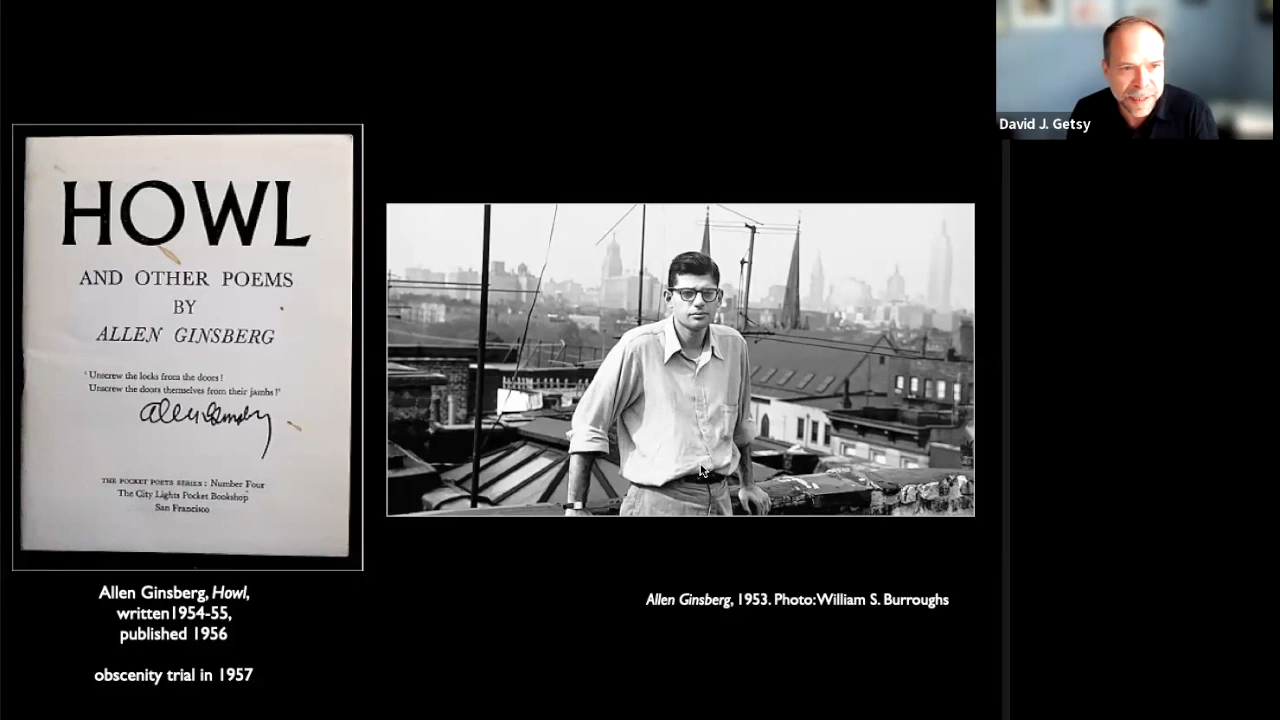 David J. Getsy
HOWL
AND OTHER POEMS
BY
ALLEN GINSBERG
'Unscrew the locks from the doors!
Unscrew the doors themselves from their jambs!'
Allen Ginsberg
THE POCKET POETS SERIES : Number Four
The City Lights Pocket Bookshop
San Francisco
Allen Ginsberg, Howl,
written1954-55,
published 1956
obscenity trial in 1957
Allen Ginsberg, 1953. Photo:William S. Burroughs